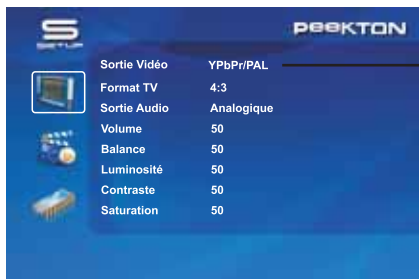 S
SETUP
PEEKTON
Sortie Vidéo YPbPr/PAL
Format TV 4:3
Sortie Audio Analogique
Volume 50
Balance 50
Luminosité 50
Contraste 50
Saturation 50